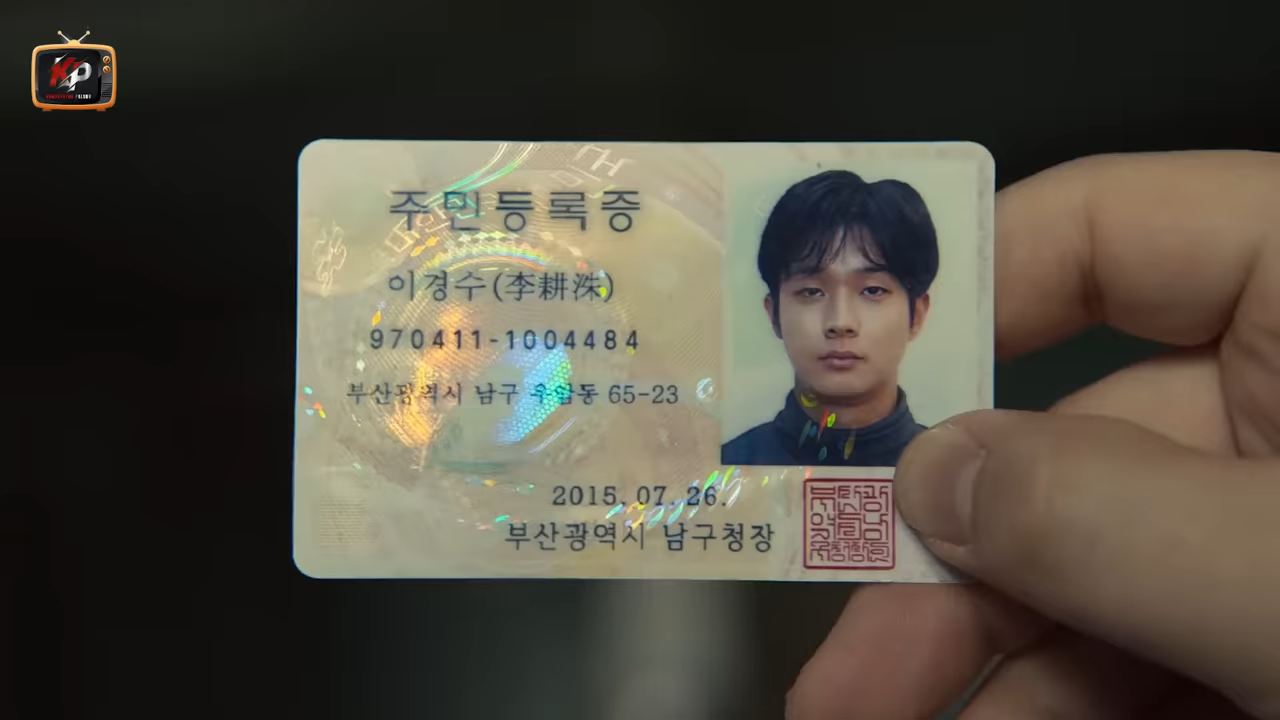 KP
주민등록증
이경수(李耕洙)
970411-1004484
부산광역시 남구 우암동 65-23
2015. 07. 26.
부산광역시 남구청장